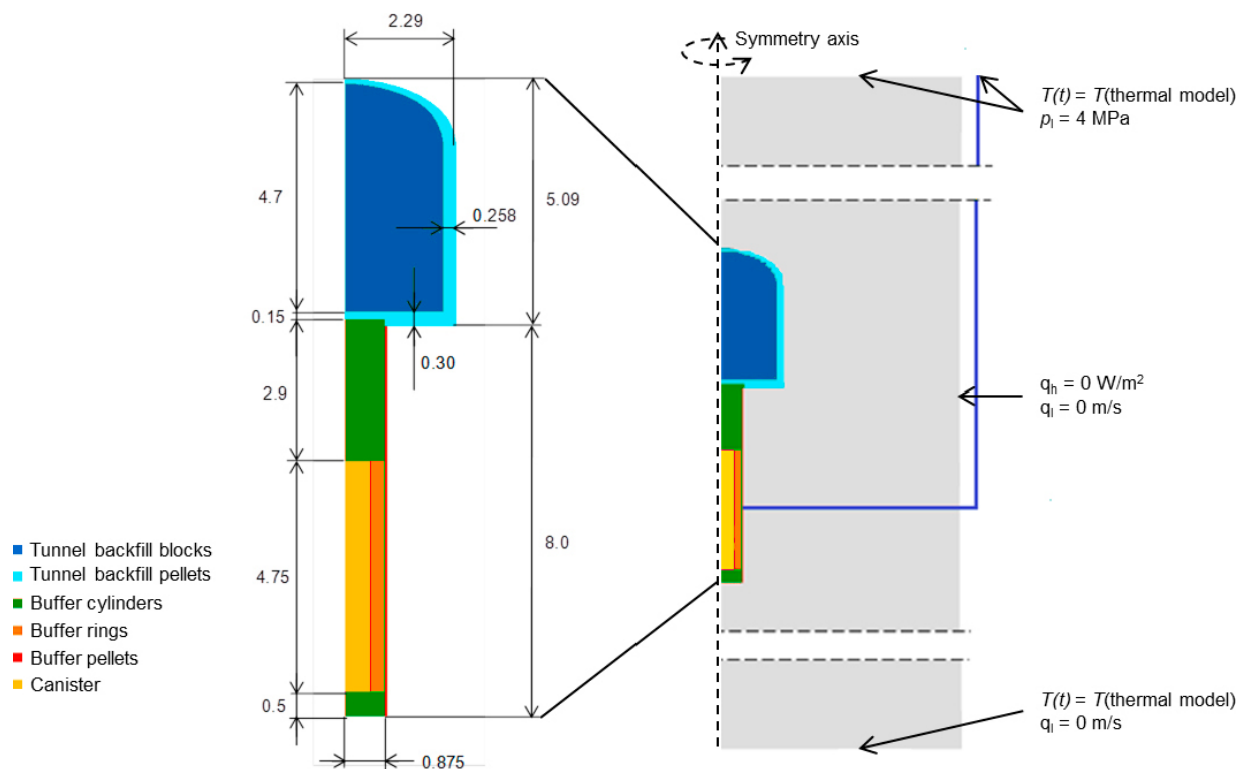 2.29
Symmetry axis
T(t) = T(thermal model)
pₗ = 4 MPa
4.7
5.09
0.258
0.15
0.30
2.9
qₕ = 0 W/m²
qₗ = 0 m/s
8.0
4.75
Tunnel backfill blocks
Tunnel backfill pellets
Buffer cylinders
Buffer rings
Buffer pellets
Canister
0.5
0.875
T(t) = T(thermal model)
qₗ = 0 m/s